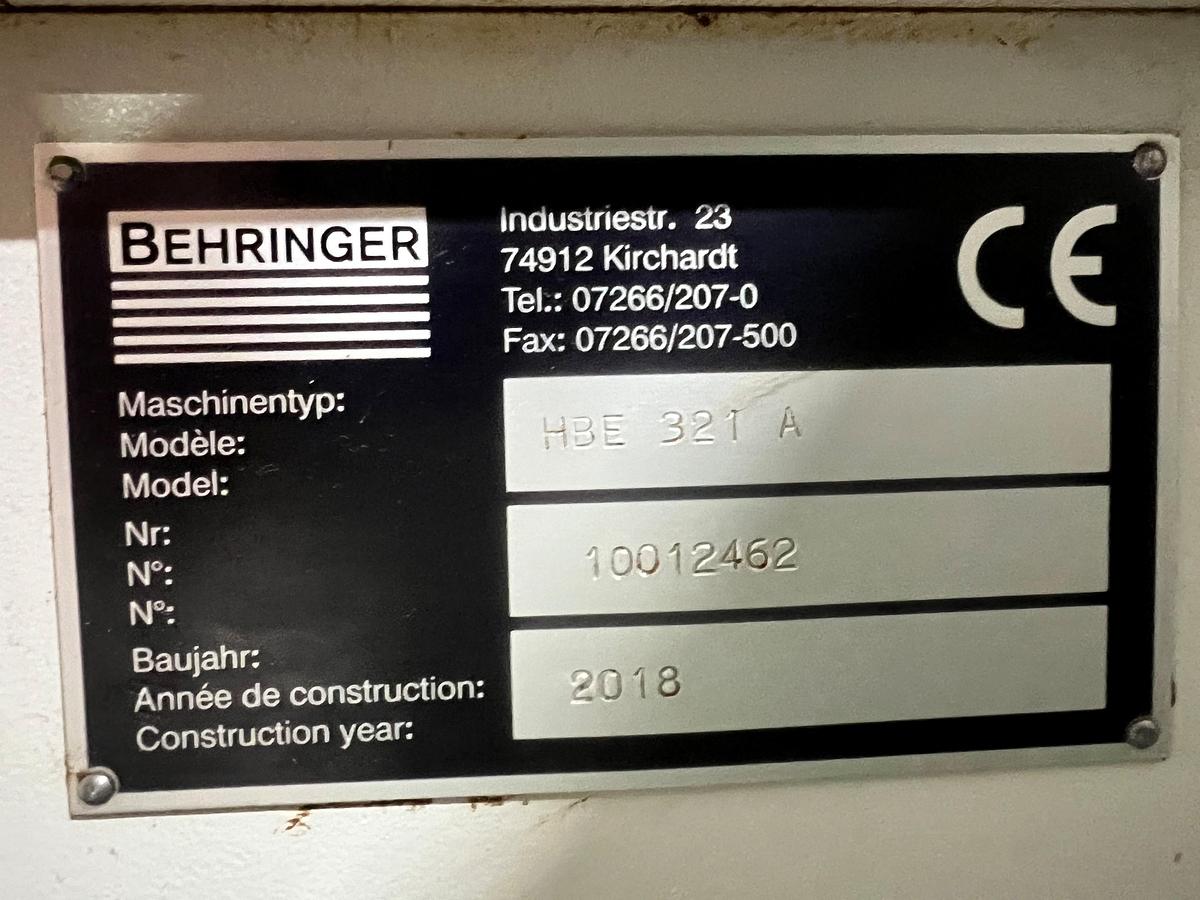 BEHRINGER
Industriestr. 23
74912 Kirchardt
Tel.: 07266/207-0
Fax: 07266/207-500
CE
Maschinentyp:
Modèle:
Model:
HBE 321 A
Nr:
N°:
N°:
10012462
Baujahr:
Année de construction:
Construction year:
2018